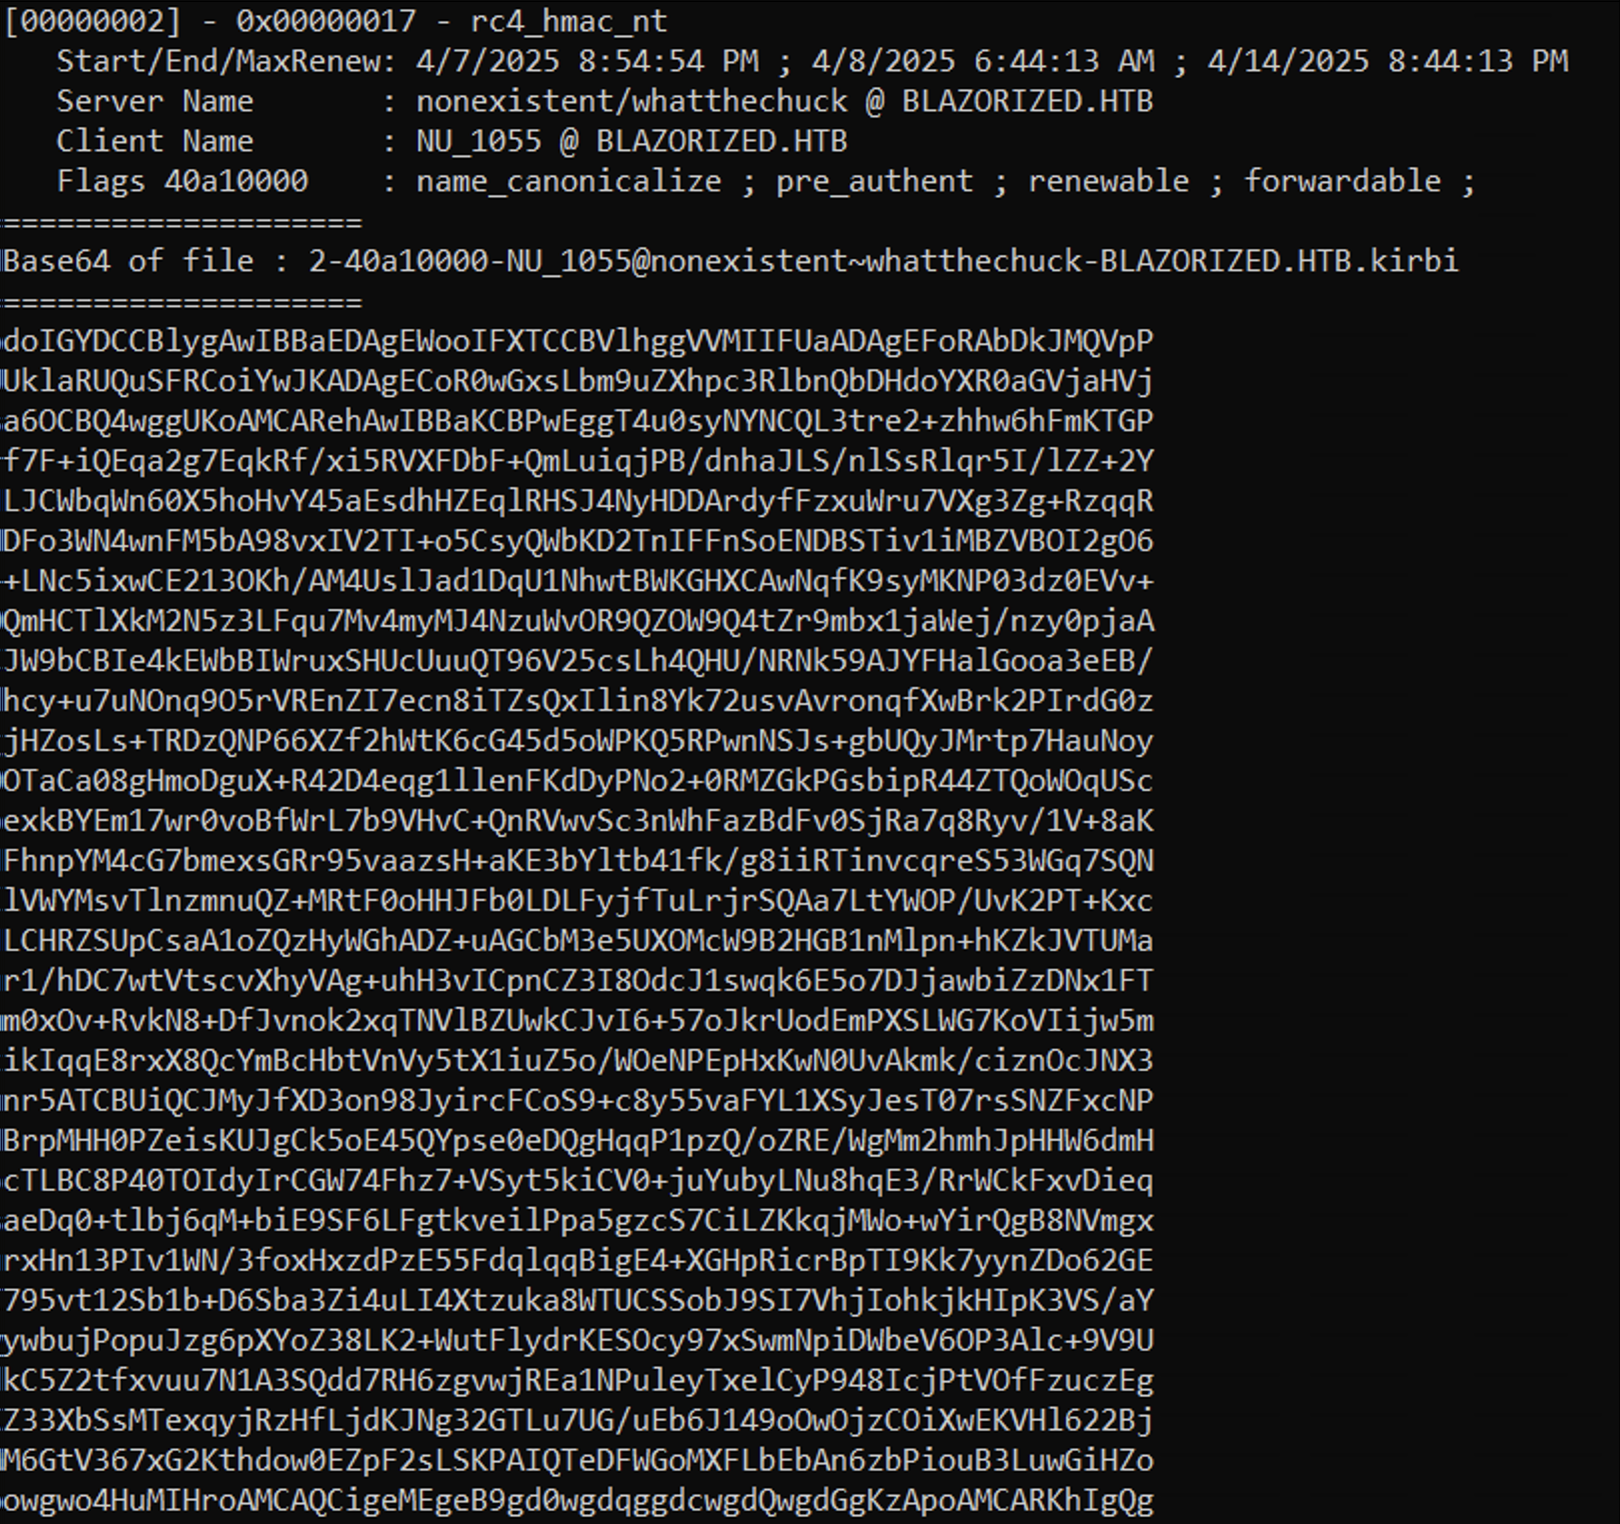 [00000002] - 0x00000017 - rc4_hmac_nt
Start/End/MaxRenew: 4/7/2025 8:54:54 PM ; 4/8/2025 6:44:13 AM ; 4/14/2025 8:44:13 PM
Server Name : nonexistent/whatthechuck @ BLAZORIZED.HTB
Client Name : NU_1055 @ BLAZORIZED.HTB
Flags 40a10000 : name_canonicalize ; pre_authent ; renewable ; forwardable ;
====================
Base64 of file : 2-40a10000-NU_1055@nonexistent~whatthechuck-BLAZORIZED.HTB.kirbi
====================
doIGYDCCBlygAwIBBaEDAgEWooIFXTCCBVlhggVVMIIFUaADAgEFoRAbDkJMQVpP
UklaRUQuSFRCoiYwJKADAgECoR0wGxsLbm9uZXhpc3RlbnQbDHdoYXR0aGVjaHVj
a6OCBQ4wggUKoAMCARehAwIBBaKCBPwEggT4u0syNYNCQL3tre2+zhhw6hFmKTGP
f7F+iQEqa2g7EqkRf/xi5RVXFDbF+QmLuiqjPB/dnhaJLS/nlSsRlqr5I/lZZ+2Y
LJCWbqWn60X5hoHvY45aEsdhHZEqlRHSJ4NyHDDArdyfFzxuWru7VXg3Zg+RzqqR
DFo3WN4wnFM5bA98vxIV2TI+o5CsyQWbKD2TnIFFnSoENDBSTiv1iMBZVBOI2gO6
+LNc5ixwCE213OKh/AM4UslJad1DqU1NhwtBWKGHXCAwNqfK9syMKNP03dz0EVv+
QmHCTlXkM2N5z3LFqu7Mv4myMJ4NzuWvOR9QZOW9Q4tZr9mbx1jaWej/nzy0pjaA
JW9bCBIe4kEWbBIWruxSHUcUuuQT96V25csLh4QHU/NRNk59AJYFHalGooa3eEB/
hcy+u7uNOnq9O5rVREnZI7ecn8iTZsQxIlin8Yk72usvAvronqfXwBrk2PIrdG0z
jHZosLs+TRDzQNP66XZf2hWtK6cG45d5oWPKQ5RPwnNSJs+gbUQyJMrtp7HauNoy
OTaCa08gHmoDguX+R42D4eqg1llenFKdDyPNo2+0RMZGkPGsbipR44ZTQoWOqUSc
exkBYEm17wr0voBfWrL7b9VHvC+QnRVwvSc3nWhFazBdFv0SjRa7q8Ryv/1V+8aK
FhnpYM4cG7bmexsGRr95vaazsH+aKE3bYltb41fk/g8iiRTinvcqreS53WGq7SQN
lVWYMsvTlnzmnuQZ+MRtF0oHHJFb0LDLFyjfTuLrjrSQAa7LtYWOP/UvK2PT+Kxc
LCHRZSUpCsaA1oZQzHyWGhADZ+uAGCbM3e5UXOMcW9B2HGB1nMlpn+hKZkJVTUMa
r1/hDC7wtVtscvXhyVAg+uhH3vICpnCZ3I8OdcJ1swqk6E5o7DJjawbiZzDNx1FT
m0xOv+RvkN8+DfJvnok2xqTNVlBZUwkCJvI6+57oJkrUodEmPXSLWG7KoVIijw5m
ikIqqE8rxX8QcYmBcHbtVnVy5tX1iuZ5o/WOeNPEpHxKwN0UvAkmk/ciznOcJNX3
nr5ATCBUiQCJMyJfXD3on98JyircFCoS9+c8y55vaFYL1XSyJesT07rsSNZFxcNP
BrpMHH0PZeisKUJgCk5oE45QYpse0eDQgHqqP1pzQ/oZRE/WgMm2hmhJpHHW6dmH
cTLBC8P40TOIdyIrCGW74Fhz7+VSyt5kiCV0+juYubyLNu8hqE3/RrWCkFxvDieq
aeDq0+tlbj6qM+biE9SF6LFgtkveilPpa5gzcS7CiLZKkqjMWo+wYirQgB8NVmgx
rxHn13PIv1WN/3foxHxzdPzE55FdqlqqBigE4+XGHpRicrBpTI9Kk7yynZDo62GE
795vt12Sb1b+D6Sba3Zi4uLI4Xtzuka8WTUCSSobJ9SI7VhjIohkjkHIpK3VS/aY
ywbujPopuJzg6pXYoZ38LK2+WutFlydrKESOcy97xSwmNpiDWbeV6OP3Alc+9V9U
kC5Z2tfxvuu7N1A3SQdd7RH6zgvwjREa1NPuleyTxelCyP948IcjPtVOfFzuczEg
Z33XbSsMTexqyjRzHfLjdKJNg32GTLu7UG/uEb6J149oOwOjzCOiXwEKVHl622Bj
M6GtV367xG2Kthdow0EZpF2sLSKPAIQTeDFWGoMXFLbEbAn6zbPiouB3LuwGiHZo
owgwo4HuMIHroAMCAQCigeMEgeB9gd0wgdqggdcwgdQwgdGgKzApoAMCARKhIgQg